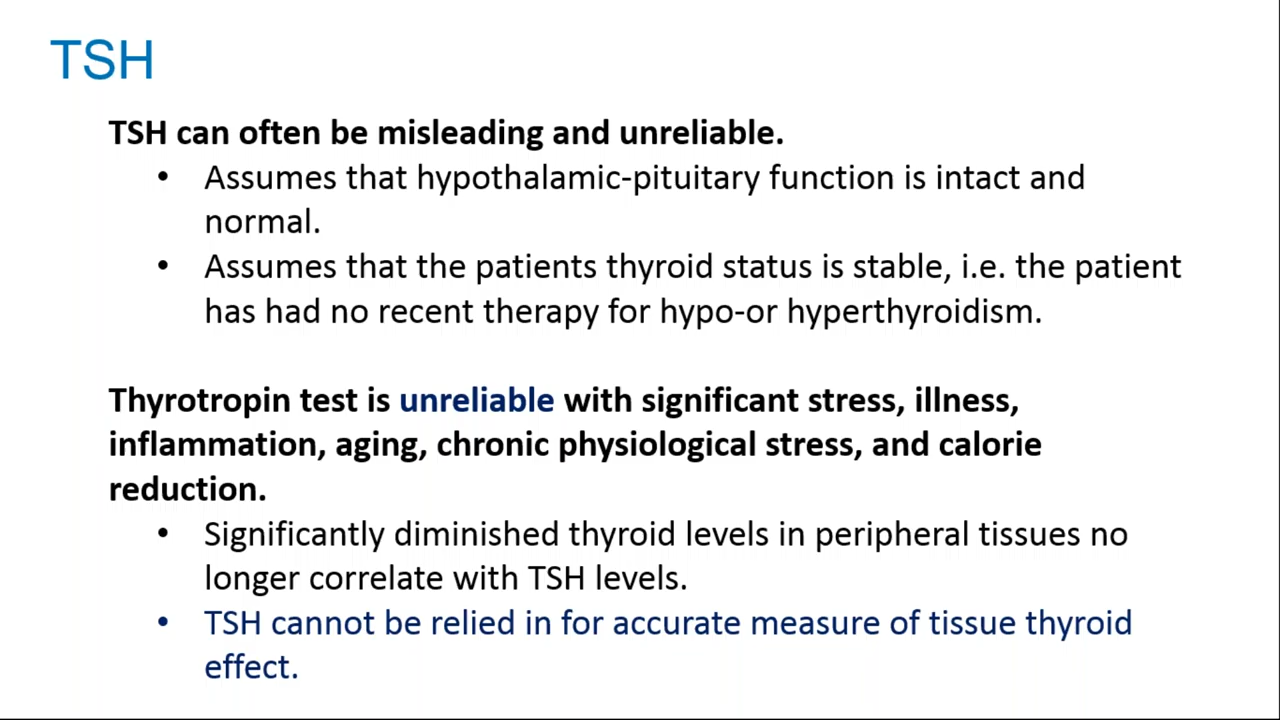 TSH
TSH can often be misleading and unreliable.
• Assumes that hypothalamic-pituitary function is intact and
normal.
• Assumes that the patients thyroid status is stable, i.e. the patient
has had no recent therapy for hypo-or hyperthyroidism.
Thyrotropin test is unreliable with significant stress, illness,
inflammation, aging, chronic physiological stress, and calorie
reduction.
• Significantly diminished thyroid levels in peripheral tissues no
longer correlate with TSH levels.
• TSH cannot be relied in for accurate measure of tissue thyroid
effect.